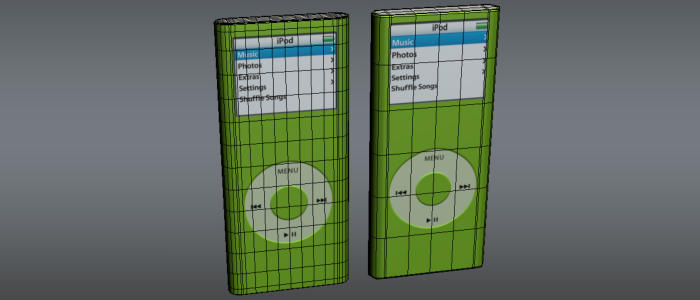 iPod
Music
Photos
Extras
Settings
Shuffle Songs
MENU
iPod
Music
Photos
Extras
Settings
Shuffle Songs
MENU